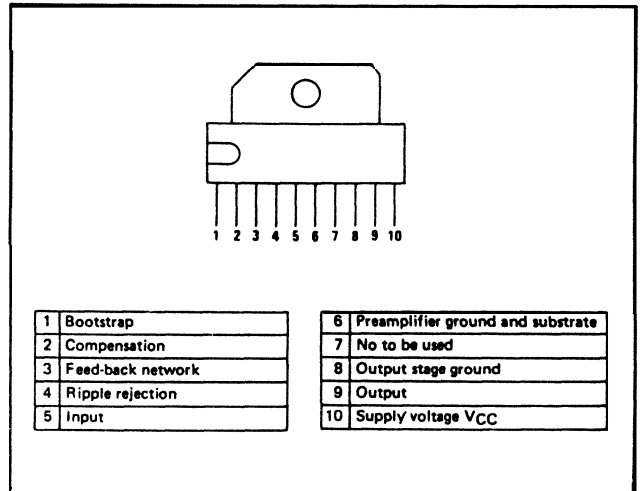 1 2 3 4 5 6 7 8 9 10
1 Bootstrap
2 Compensation
3 Feed-back network
4 Ripple rejection
5 Input
6 Preamplifier ground and substrate
7 No to be used
8 Output stage ground
9 Output
10 Supply voltage VCC